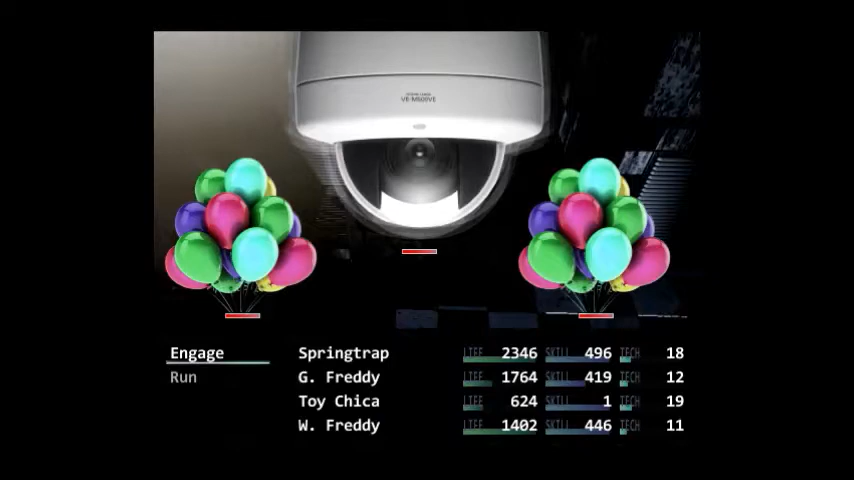 VB-M600VE
Engage
Run
Springtrap LIFE 2346 SKILL 496 TECH 18
G. Freddy LIFE 1764 SKILL 419 TECH 12
Toy Chica LIFE 624 SKILL 1 TECH 19
W. Freddy LIFE 1402 SKILL 446 TECH 11